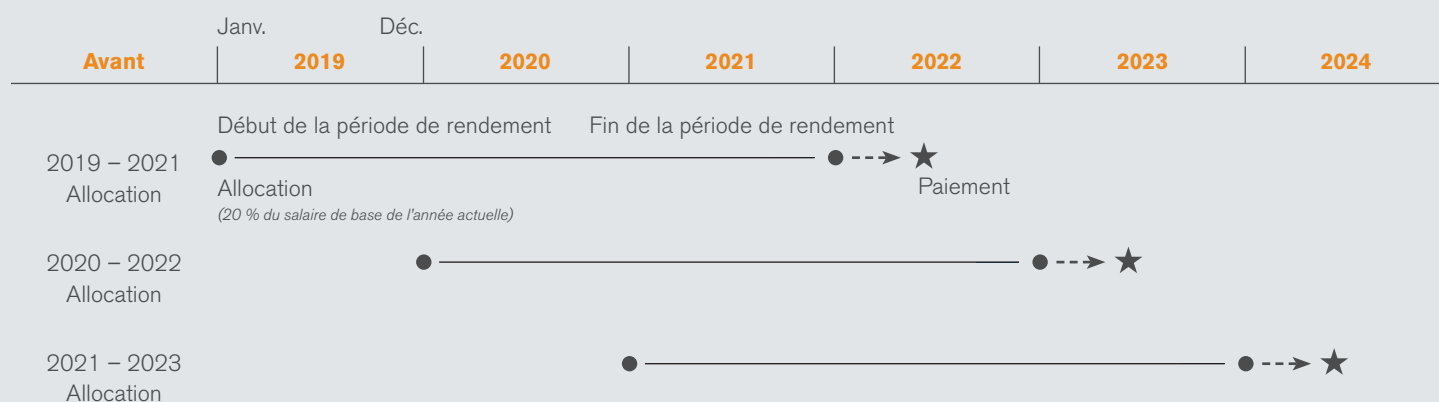 Janv. Déc.
Avant 2019 2020 2021 2022 2023 2024
Début de la période de rendement Fin de la période de rendement
2019 – 2021
Allocation
Allocation
(20 % du salaire de base de l’année actuelle)
Paiement
2020 – 2022
Allocation
2021 – 2023
Allocation